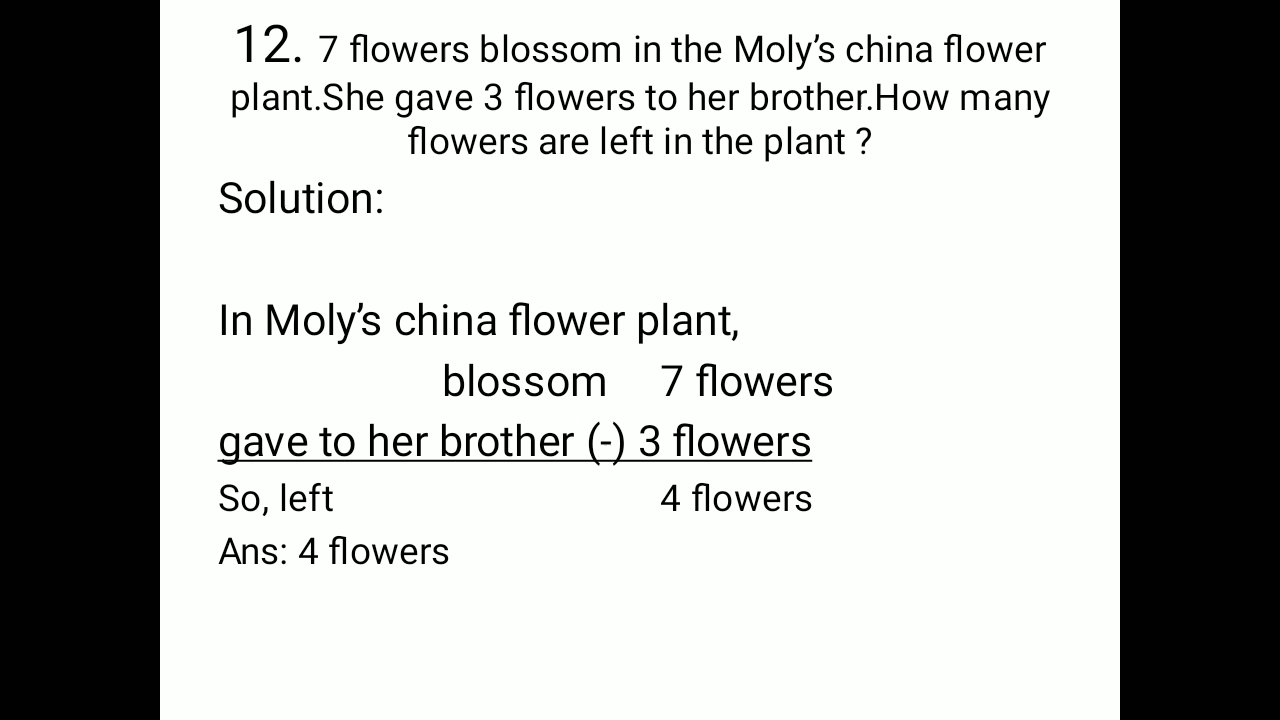 12. 7 flowers blossom in the Moly’s china flower
plant.She gave 3 flowers to her brother.How many
flowers are left in the plant ?
Solution:
In Moly’s china flower plant,
blossom 7 flowers
gave to her brother (-) 3 flowers
So, left 4 flowers
Ans: 4 flowers